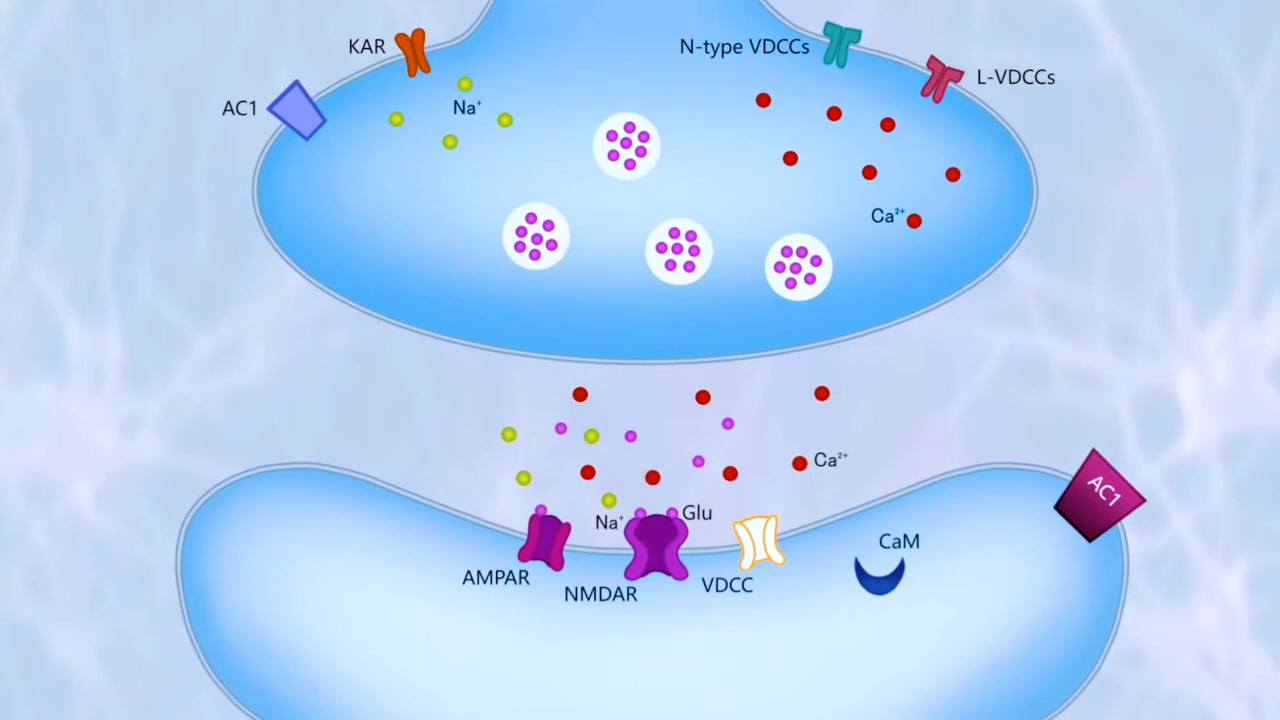 KAR
N-type VDCCs
L-VDCCs
AC1
Na⁺
Ca²⁺
Ca²⁺
AC1
Glu
Na⁺
CaM
AMPAR
NMDAR
VDCC